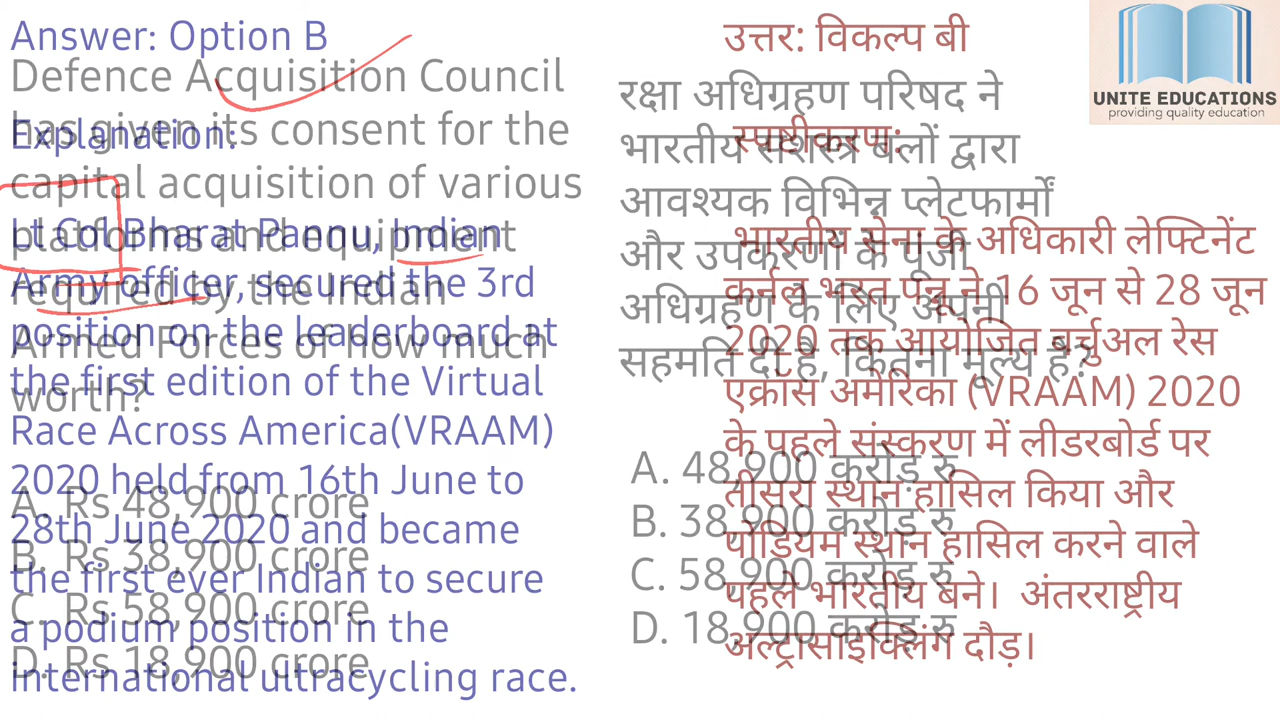 Answer: Option B
Explanation:
Lt Col Bharat Pannu, Indian
Army officer, secured the 3rd
position on the leaderboard at
the first edition of the Virtual
Race Across America(VRAAM)
2020 held from 16th June to
28th June 2020 and became
the first ever Indian to secure
a podium position in the
international ultracycling race.
Defence Acquisition Council
has given its consent for the
capital acquisition of various
platforms and equipment
required by the Indian
Armed Forces of how much
worth?
A. Rs 48,900 crore
B. Rs 38,900 crore
C. Rs 58,900 crore
D. Rs 18,900 crore
उत्तर: विकल्प बी
स्पष्टीकरण:
भारतीय सेना के अधिकारी लेफ्टिनेंट
कर्नल भरत पन्नू ने 16 जून से 28 जून
2020 तक आयोजित वर्चुअल रेस
एक्रॉस अमेरिका (VRAAM) 2020
के पहले संस्करण में लीडरबोर्ड पर
तीसरा स्थान हासिल किया और
पोडियम स्थान हासिल करने वाले
पहले भारतीय बने। अंतरराष्ट्रीय
अल्ट्रासाइक्लिंग दौड़।
रक्षा अधिग्रहण परिषद ने
भारतीय सशस्त्र बलों द्वारा
आवश्यक विभिन्न प्लेटफार्मों
और उपकरणों के पूंजी
अधिग्रहण के लिए अपनी
सहमति दी है, कितना मूल्य है?
A. 48,900 करोड़ रु
B. 38,900 करोड़ रु
C. 58,900 करोड़ रु
D. 18,900 करोड़ रु
UNITE EDUCATIONS
providing quality education